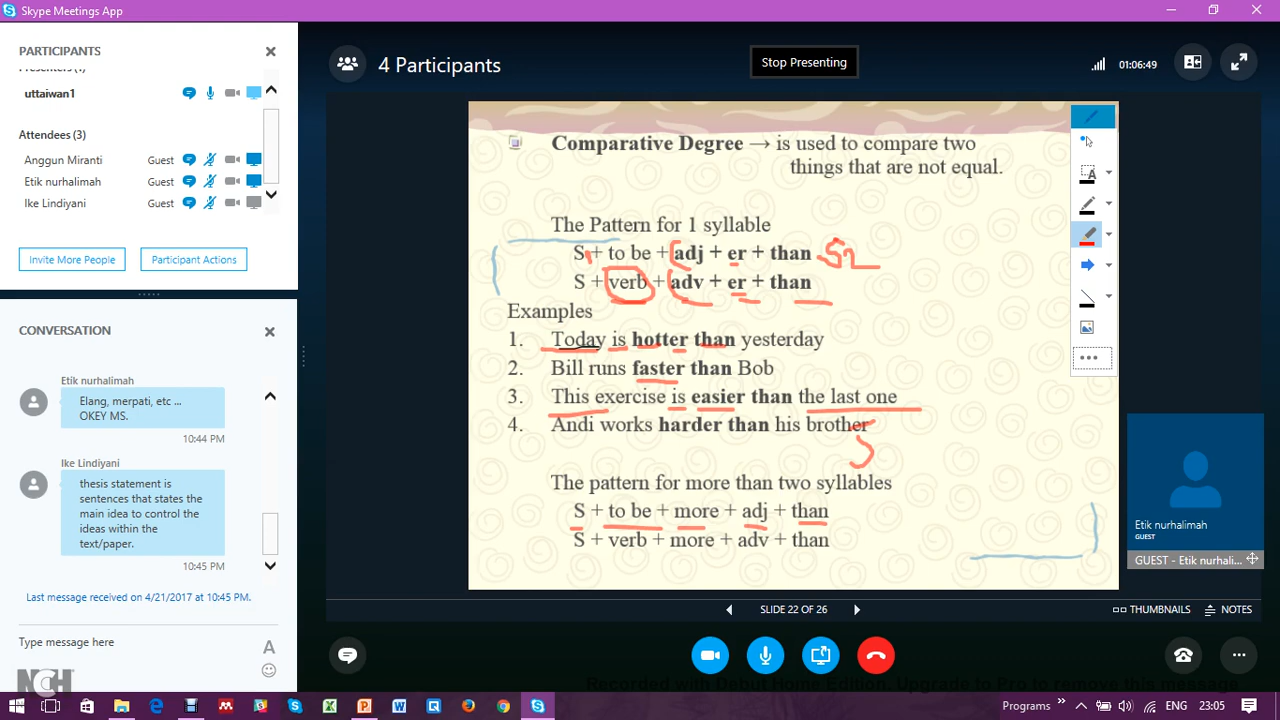 Skype Meetings App
PARTICIPANTS
Presenters (1)
uttaiwan1
Attendees (3)
Anggun Miranti Guest
Etik nurhalimah Guest
Ike Lindiyani Guest
Invite More People
Participant Actions
CONVERSATION
Etik nurhalimah
Elang, merpati, etc ...
OKEY MS.
10:44 PM
Ike Lindiyani
thesis statement is
sentences that states the
main idea to control the
ideas within the
text/paper.
10:45 PM
Last message received on 4/21/2017 at 10:45 PM.
Type message here
A
NCH
4 Participants
Stop Presenting
01:06:49
Comparative Degree → is used to compare two
things that are not equal.
The Pattern for 1 syllable
S + to be + adj + er + than S2
S + verb + adv + er + than
Examples
1. Today is hotter than yesterday
2. Bill runs faster than Bob
3. This exercise is easier than the last one
4. Andi works harder than his brother
S
The pattern for more than two syllables
S + to be + more + adj + than
S + verb + more + adv + than
A
Etik nurhalimah
GUEST
GUEST - Etik nurhali...
SLIDE 22 OF 26
THUMBNAILS
NOTES
Recorded with Debut Home Edition. Upgrade to Pro to remove this message.
Programs
ENG
23:05